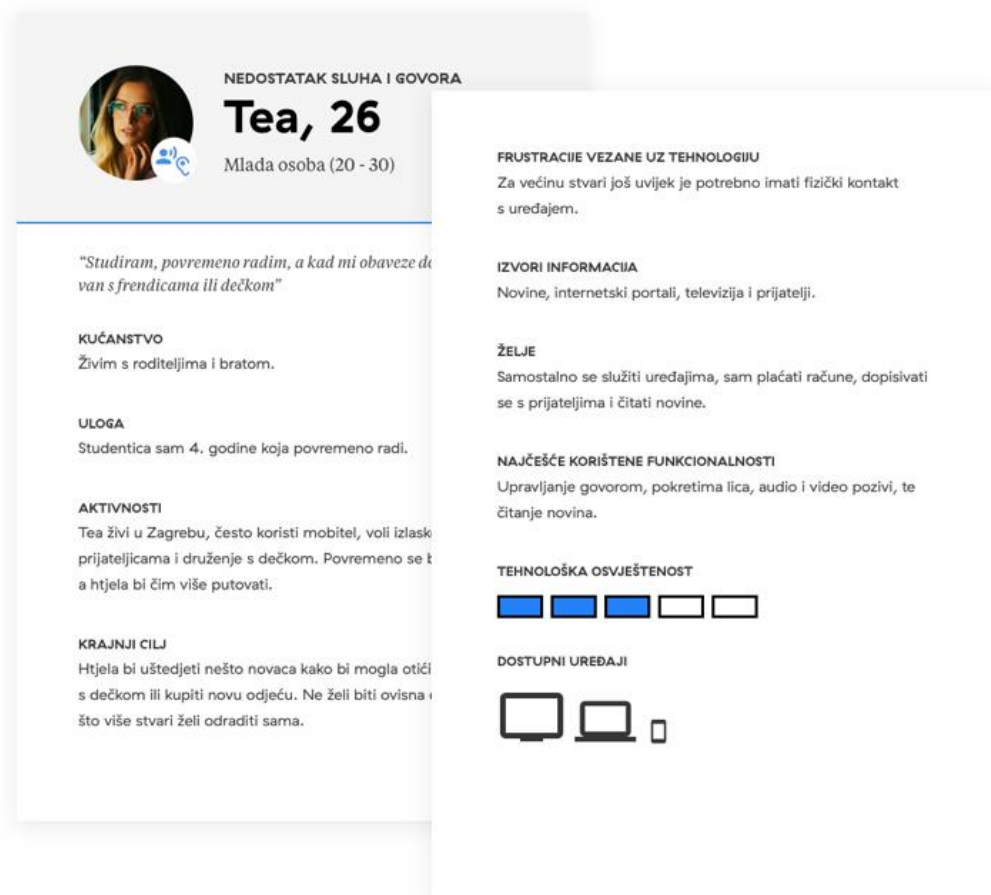 NEDOSTATAK SLUHA I GOVORA
Tea, 26
Mlada osoba (20 - 30)
“Studiram, povremeno radim, a kad mi obaveze
van s frendicama ili dečkom”
KUĆANSTVO
Živim s roditeljima i bratom.
ULOGA
Studentica sam 4. godine koja povremeno radi.
AKTIVNOSTI
Tea živi u Zagrebu, često koristi mobitel, voli
prijateljicama i druženje s dečkom. Povremeno se
a htjela bi čim više putovati.
KRAJNJI CILJ
Htjela bi uštedjeti nešto novaca kako bi mogla otići
s dečkom ili kupiti novu odjeću. Ne želi biti ovisna
što više stvari želi odraditi sama.
FRUSTRACIJE VEZANE UZ TEHNOLOGIJU
Za većinu stvari još uvijek je potrebno imati fizički kontakt
s uređajem.
IZVORI INFORMACIJA
Novine, internetski portali, televizija i prijatelji.
ŽELJE
Samostalno se služiti uređajima, sam plaćati račune, dopisivati
se s prijateljima i čitati novine.
NAJČEŠĆE KORIŠTENE FUNKCIONALNOSTI
Upravljanje govorom, pokretima lica, audio i video pozivi, te
čitanje novina.
TEHNOLOŠKA OSVJEŠTENOST
DOSTUPNI UREĐAJI